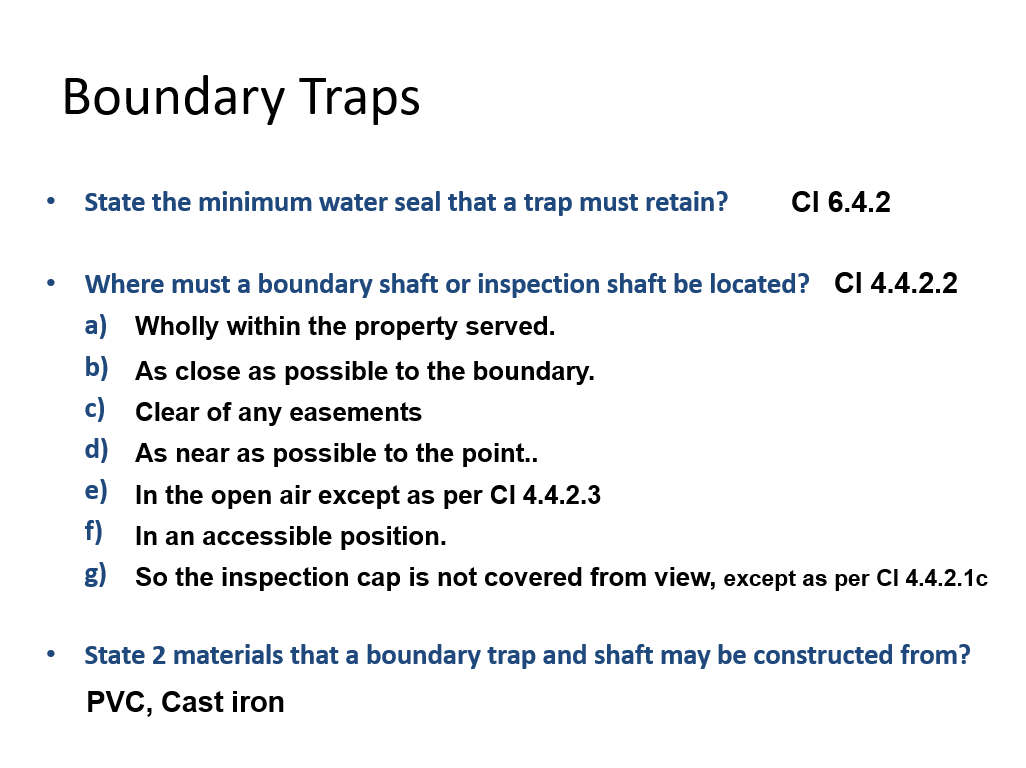 Boundary Traps
• State the minimum water seal that a trap must retain? Cl 6.4.2
• Where must a boundary shaft or inspection shaft be located? Cl 4.4.2.2
a) Wholly within the property served.
b) As close as possible to the boundary.
c) Clear of any easements
d) As near as possible to the point..
e) In the open air except as per Cl 4.4.2.3
f) In an accessible position.
g) So the inspection cap is not covered from view, except as per Cl 4.4.2.1c
• State 2 materials that a boundary trap and shaft may be constructed from?
PVC, Cast iron